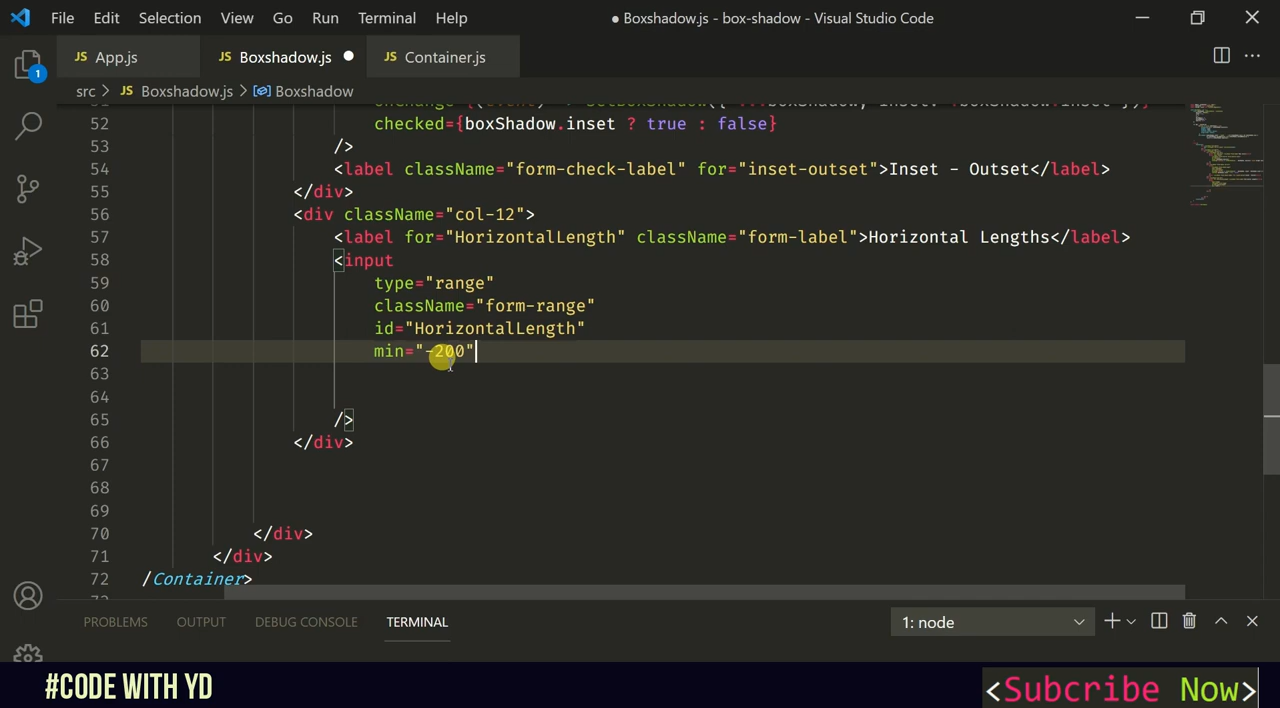 File Edit Selection View Go Run Terminal Help
● Boxshadow.js - box-shadow - Visual Studio Code
JS App.js
JS Boxshadow.js
JS Container.js
src > JS Boxshadow.js > Boxshadow
1
52 checked={boxShadow.inset ? true : false}
53 />
54 <label className="form-check-label" for="inset-outset">Inset - Outset</label>
55 </div>
56 <div className="col-12">
57 <label for="HorizontalLength" className="form-label">Horizontal Lengths</label>
58 <input
59 type="range"
60 className="form-range"
61 id="HorizontalLength"
62 min="-200"
63
64
65 />
66 </div>
67
68
69
70 </div>
71 </div>
72 /Container>
PROBLEMS OUTPUT DEBUG CONSOLE TERMINAL
1: node
#CODE WITH YD
<Subcribe Now>